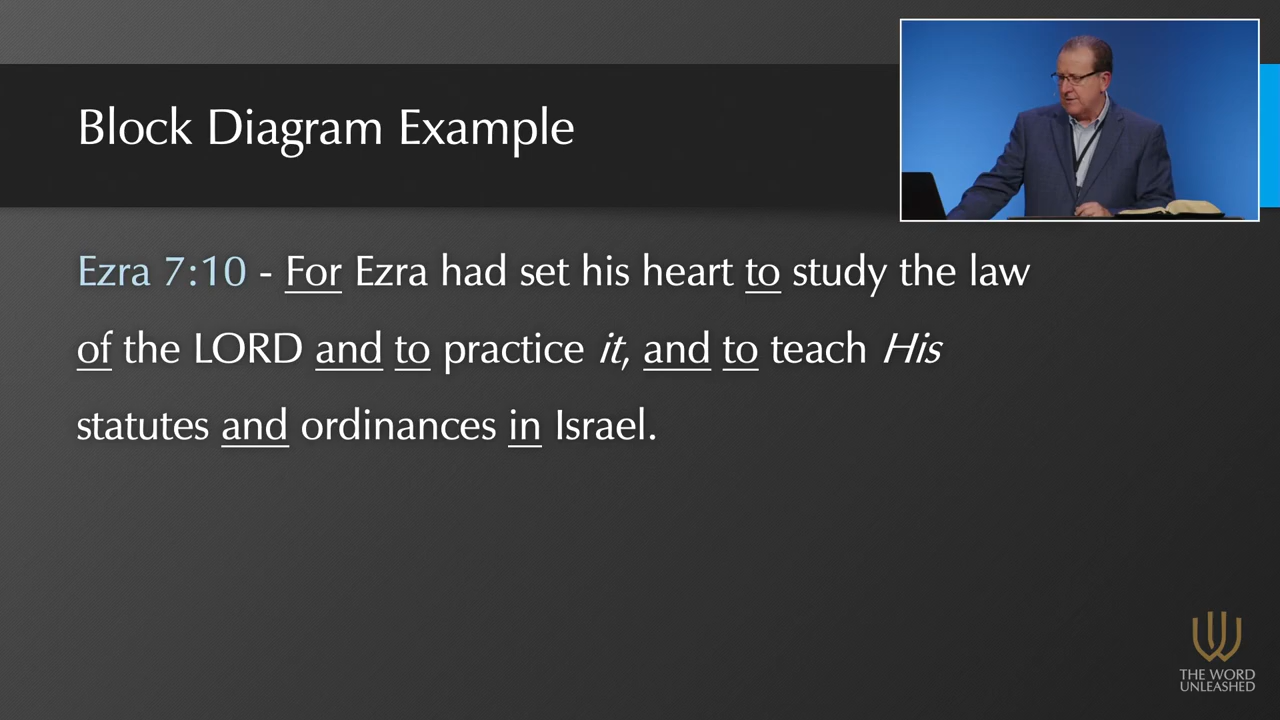 Block Diagram Example
Ezra 7:10 - For Ezra had set his heart to study the law
of the LORD and to practice it, and to teach His
statutes and ordinances in Israel.
THE WORD
UNLEASHED